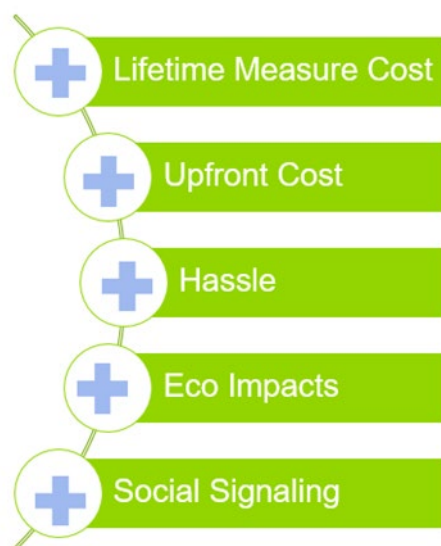 Lifetime Measure Cost
Upfront Cost
Hassle
Eco Impacts
Social Signaling